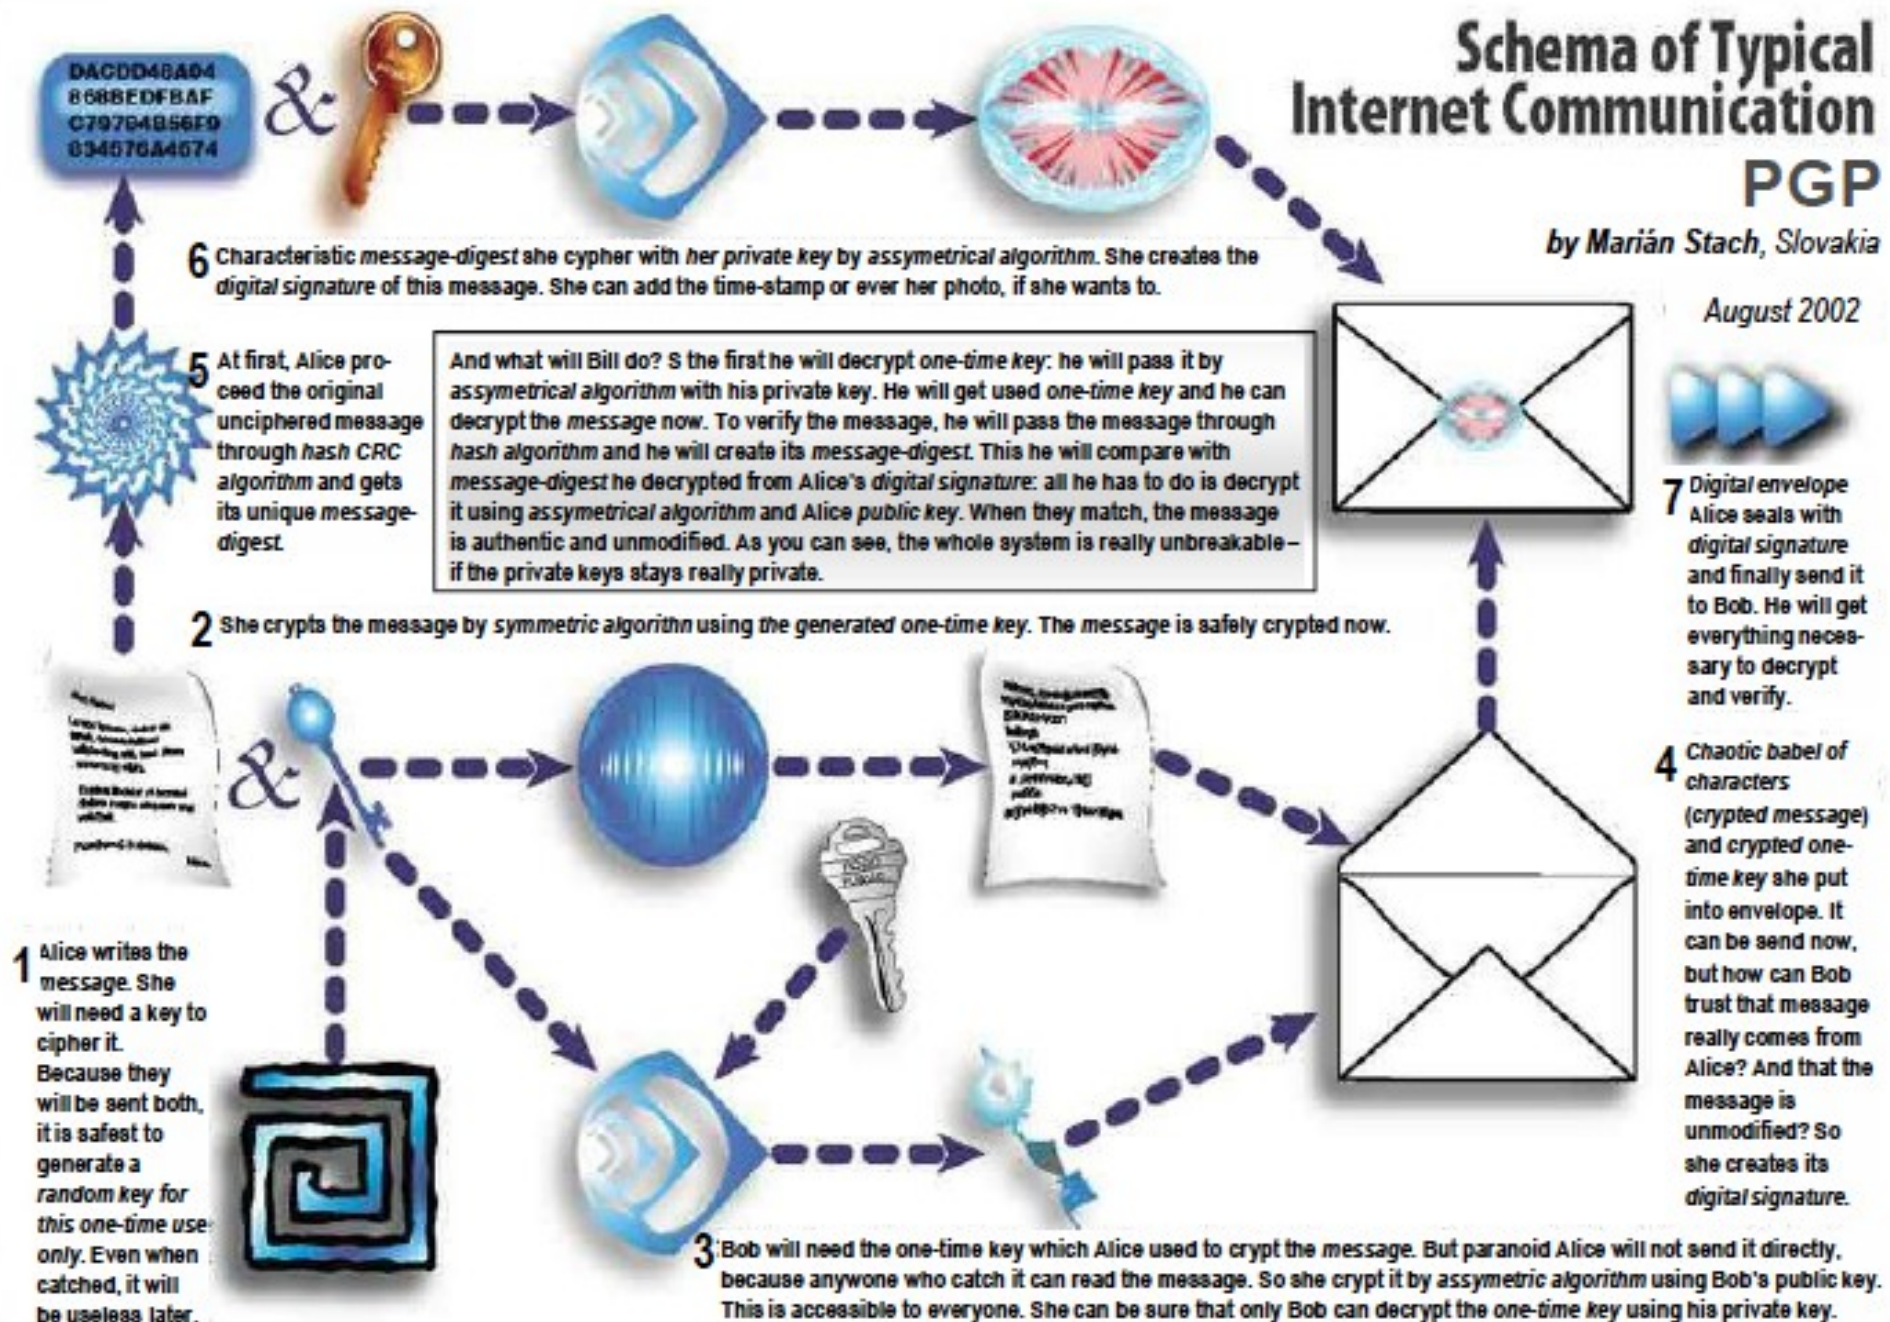 Schema of Typical
Internet Communication
PGP
by Marián Stach, Slovakia
August 2002
&
6 Characteristic message-digest she cypher with her private key by assymetrical algorithm. She creates the
digital signature of this message. She can add the time-stamp or ever her photo, if she wants to.
5 At first, Alice pro-
ceed the original
unciphered message
through hash CRC
algorithm and gets
its unique message-
digest.
And what will Bill do? S the first he will decrypt one-time key: he will pass it by
assymetrical algorithm with his private key. He will get used one-time key and he can
decrypt the message now. To verify the message, he will pass the message through
hash algorithm and he will create its message-digest. This he will compare with
message-digest he decrypted from Alice's digital signature: all he has to do is decrypt
it using assymetrical algorithm and Alice public key. When they match, the message
is authentic and unmodified. As you can see, the whole system is really unbreakable –
if the private keys stays really private.
7 Digital envelope
Alice seals with
digital signature
and finally send it
to Bob. He will get
everything neces-
sary to decrypt
and verify.
2 She crypts the message by symmetric algorithn using the generated one-time key. The message is safely crypted now.
&
4 Chaotic babel of
characters
(crypted message)
and crypted one-
time key she put
into envelope. It
can be send now,
but how can Bob
trust that message
really comes from
Alice? And that the
message is
unmodified? So
she creates its
digital signature.
1 Alice writes the
message. She
will need a key to
cipher it.
Because they
will be sent both,
it is safest to
generate a
random key for
this one-time use
only. Even when
catched, it will
be useless later.
3 Bob will need the one-time key which Alice used to crypt the message. But paranoid Alice will not send it directly,
because anywone who catch it can read the message. So she crypt it by assymetric algorithm using Bob's public key.
This is accessible to everyone. She can be sure that only Bob can decrypt the one-time key using his private key.